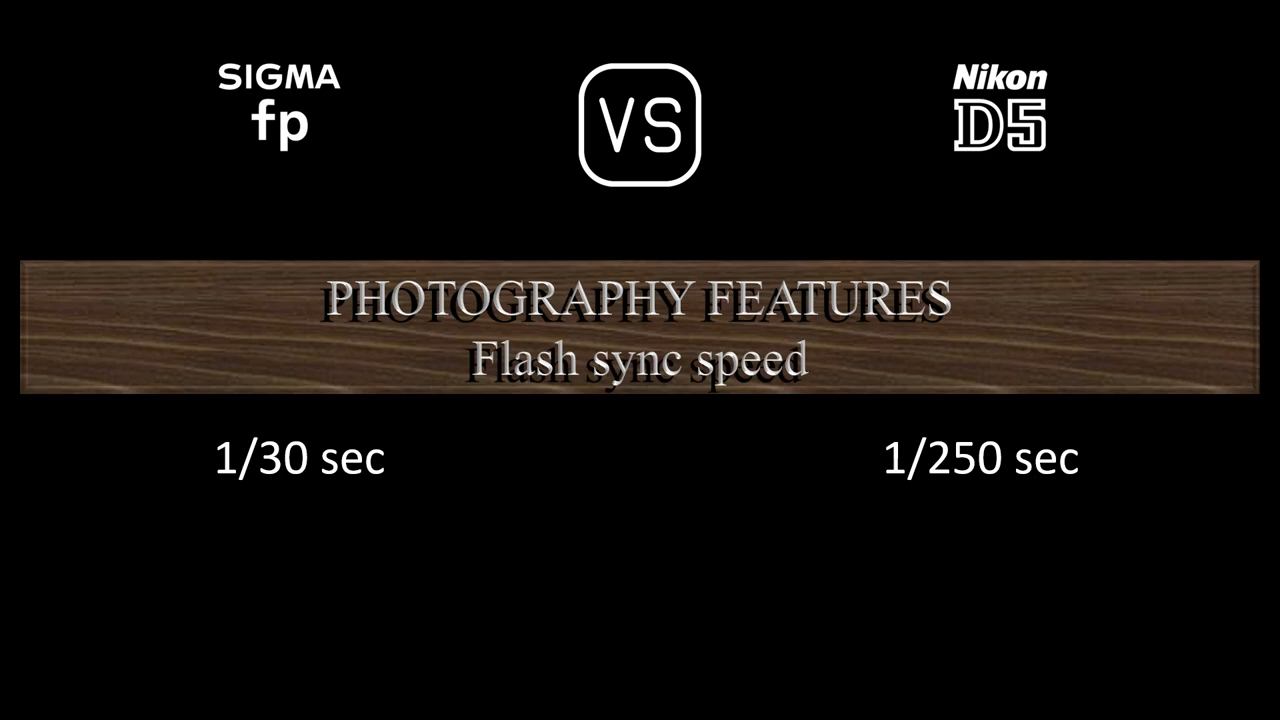 SIGMA
fp
VS
Nikon
D5
PHOTOGRAPHY FEATURES
Flash sync speed
1/30 sec
1/250 sec